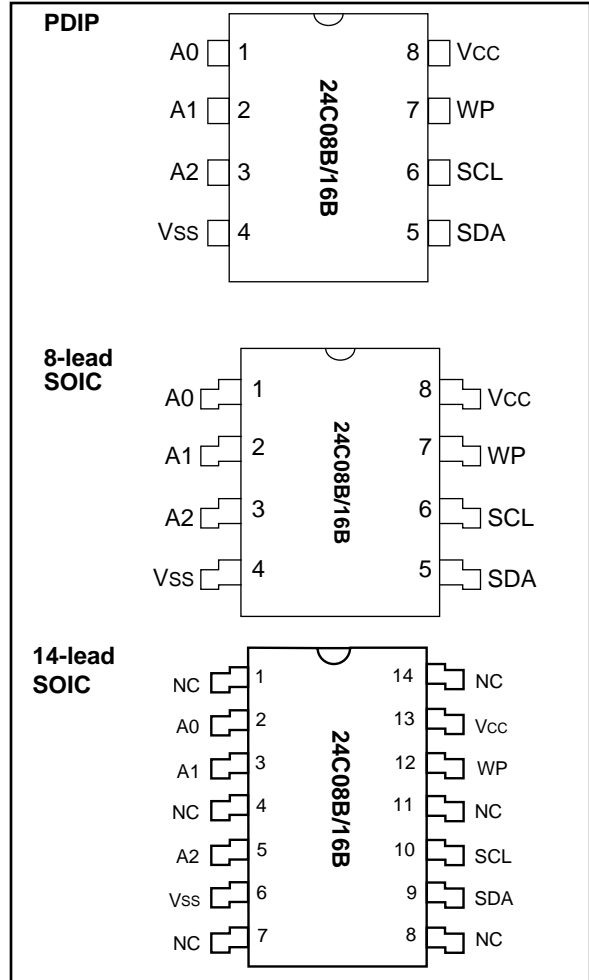 PDIP
A0 1 8 VCC
A1 2 7 WP
A2 3 6 SCL
VSS 4 5 SDA
24C08B/16B
8-lead
SOIC
A0 1 8 VCC
A1 2 7 WP
A2 3 6 SCL
VSS 4 5 SDA
24C08B/16B
14-lead
SOIC
NC 1 14 NC
A0 2 13 VCC
A1 3 12 WP
NC 4 11 NC
A2 5 10 SCL
VSS 6 9 SDA
NC 7 8 NC
24C08B/16B